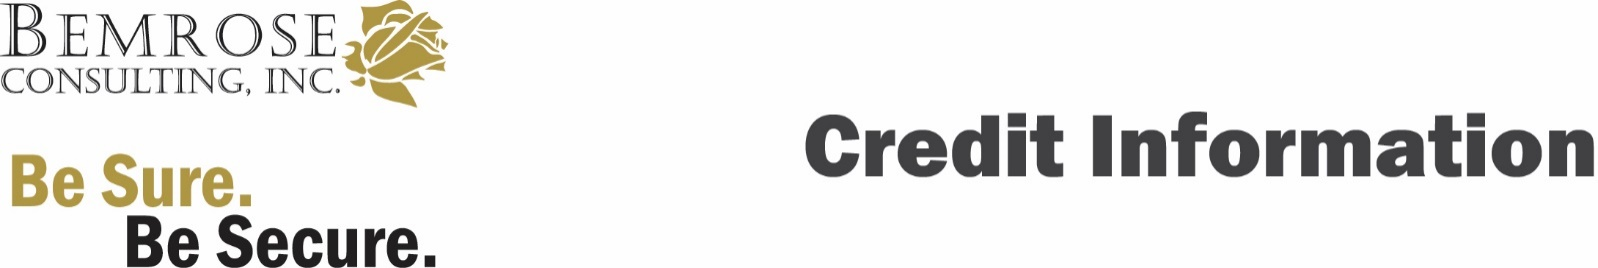 BEMROSE
CONSULTING, INC.
Credit Information
Be Sure.
Be Secure.